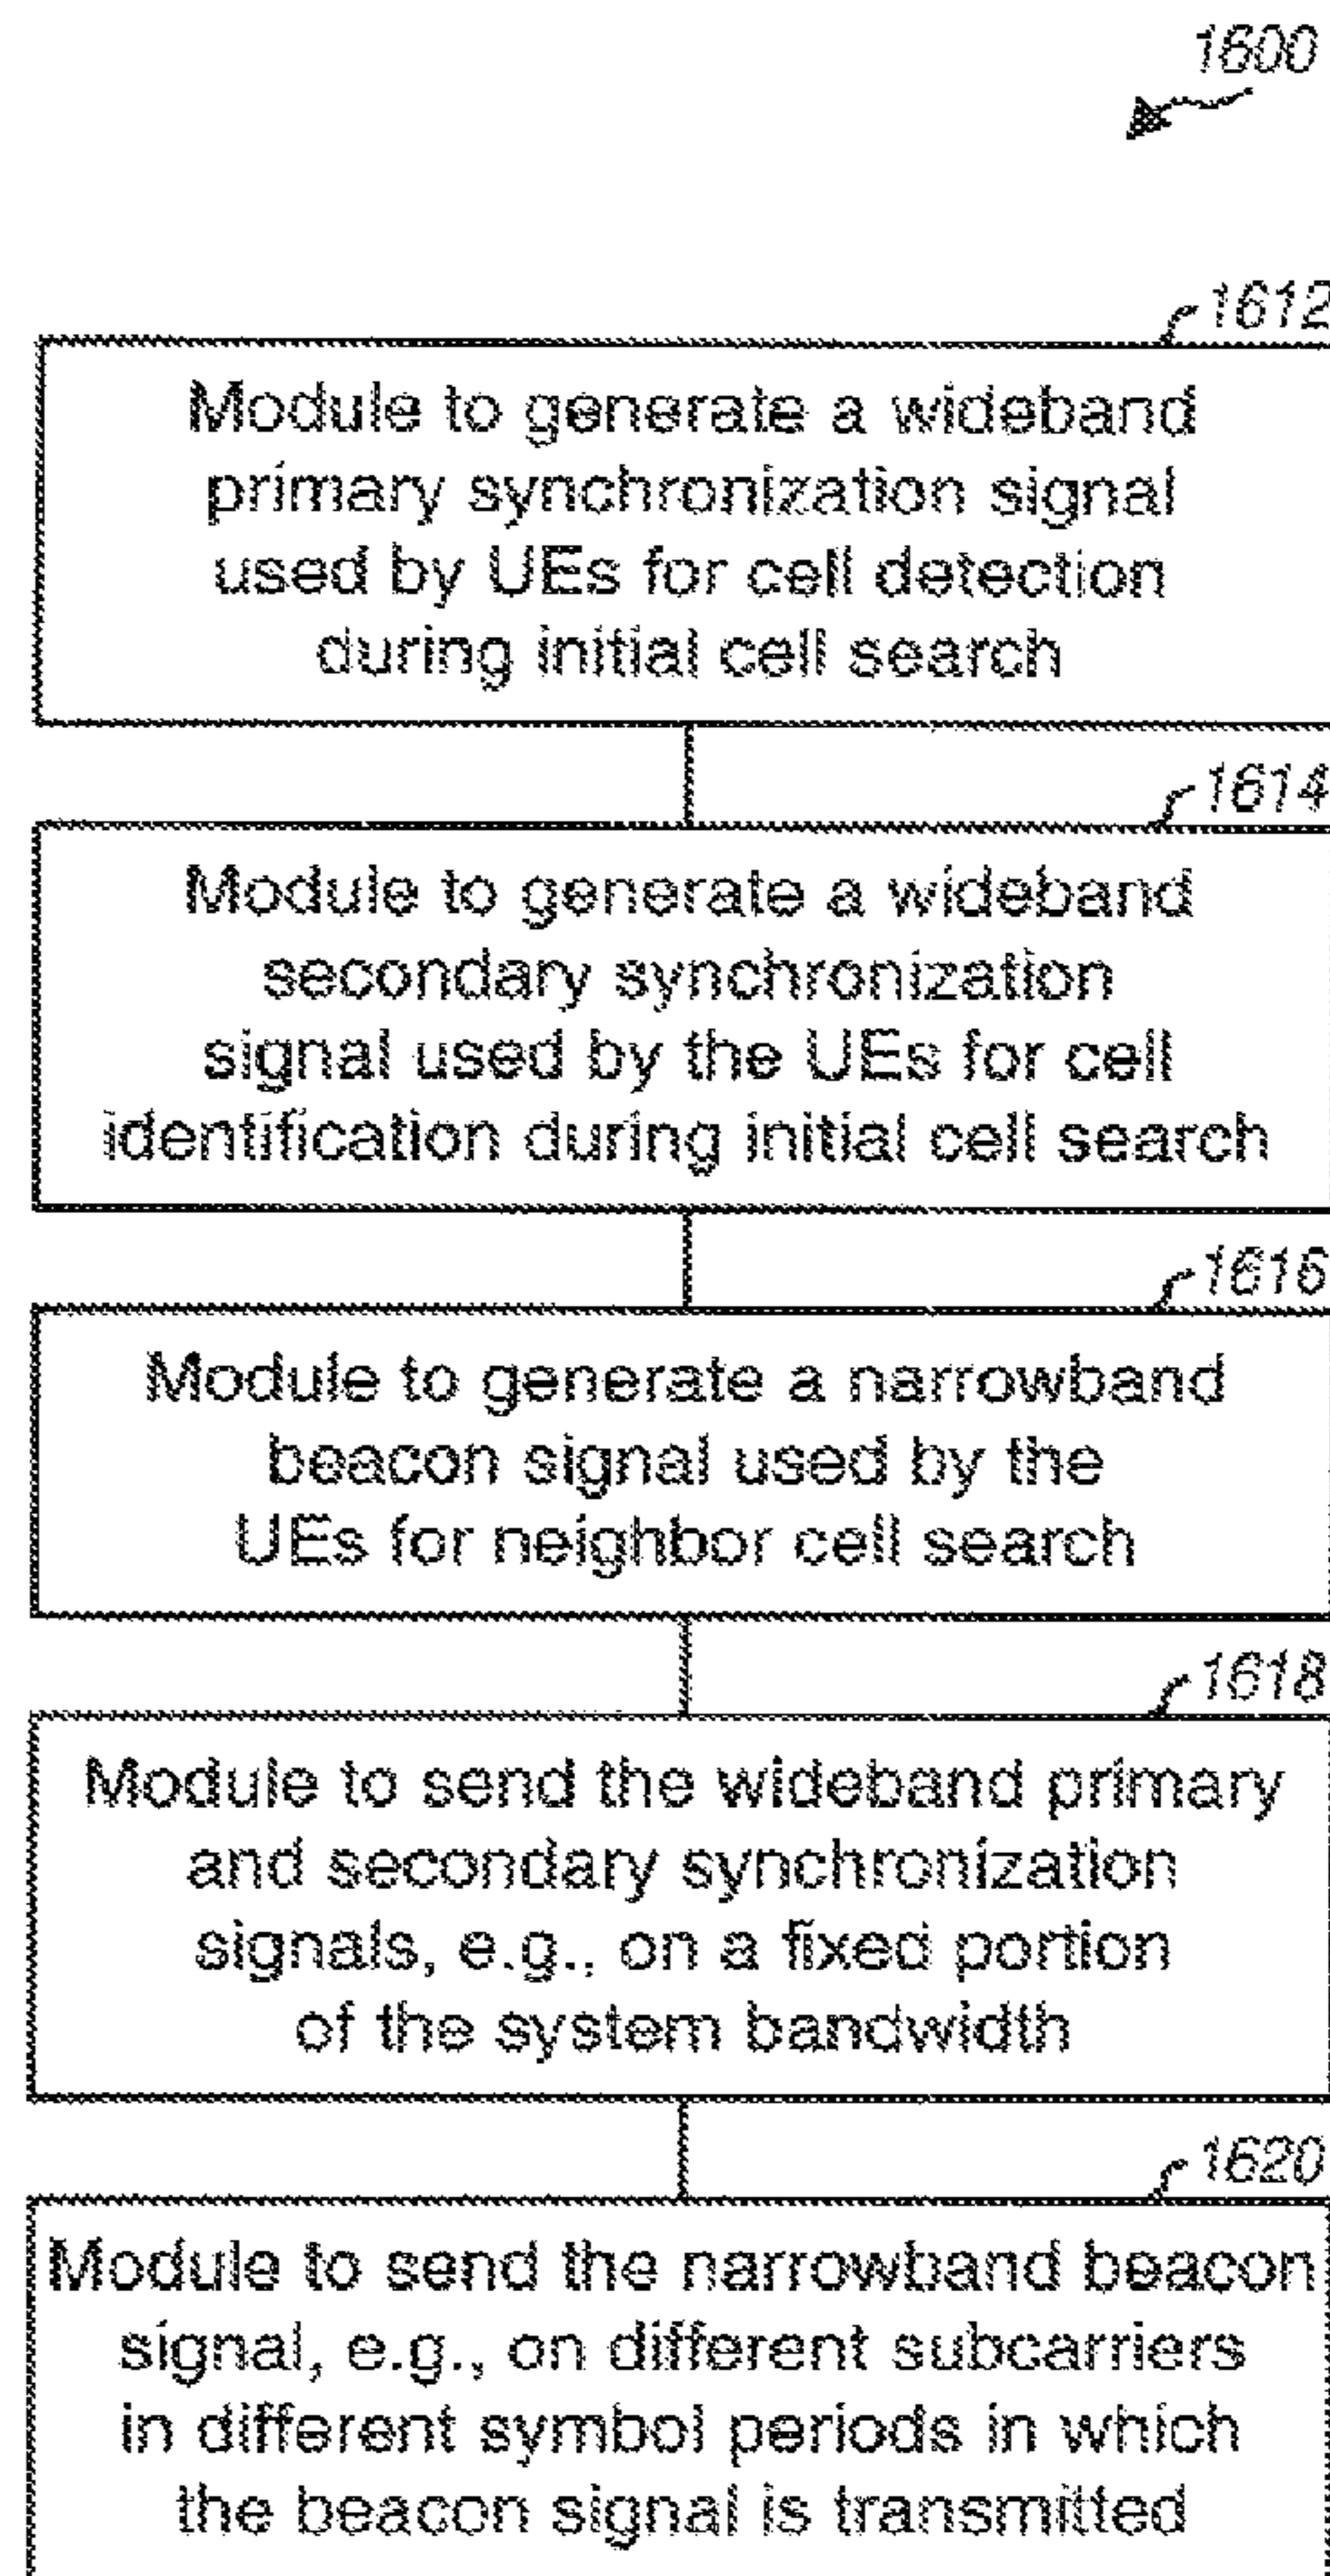 1600
1612
Module to generate a wideband
primary synchronization signal
used by UEs for cell detection
during initial cell search
1614
Module to generate a wideband
secondary synchronization
signal used by the UEs for cell
identification during initial cell search
1616
Module to generate a narrowband
beacon signal used by the
UEs for neighbor cell search
1618
Module to send the wideband primary
and secondary synchronization
signals, e.g., on a fixed portion
of the system bandwidth
1620
Module to send the narrowband beacon
signal, e.g., on different subcarriers
in different symbol periods in which
the beacon signal is transmitted